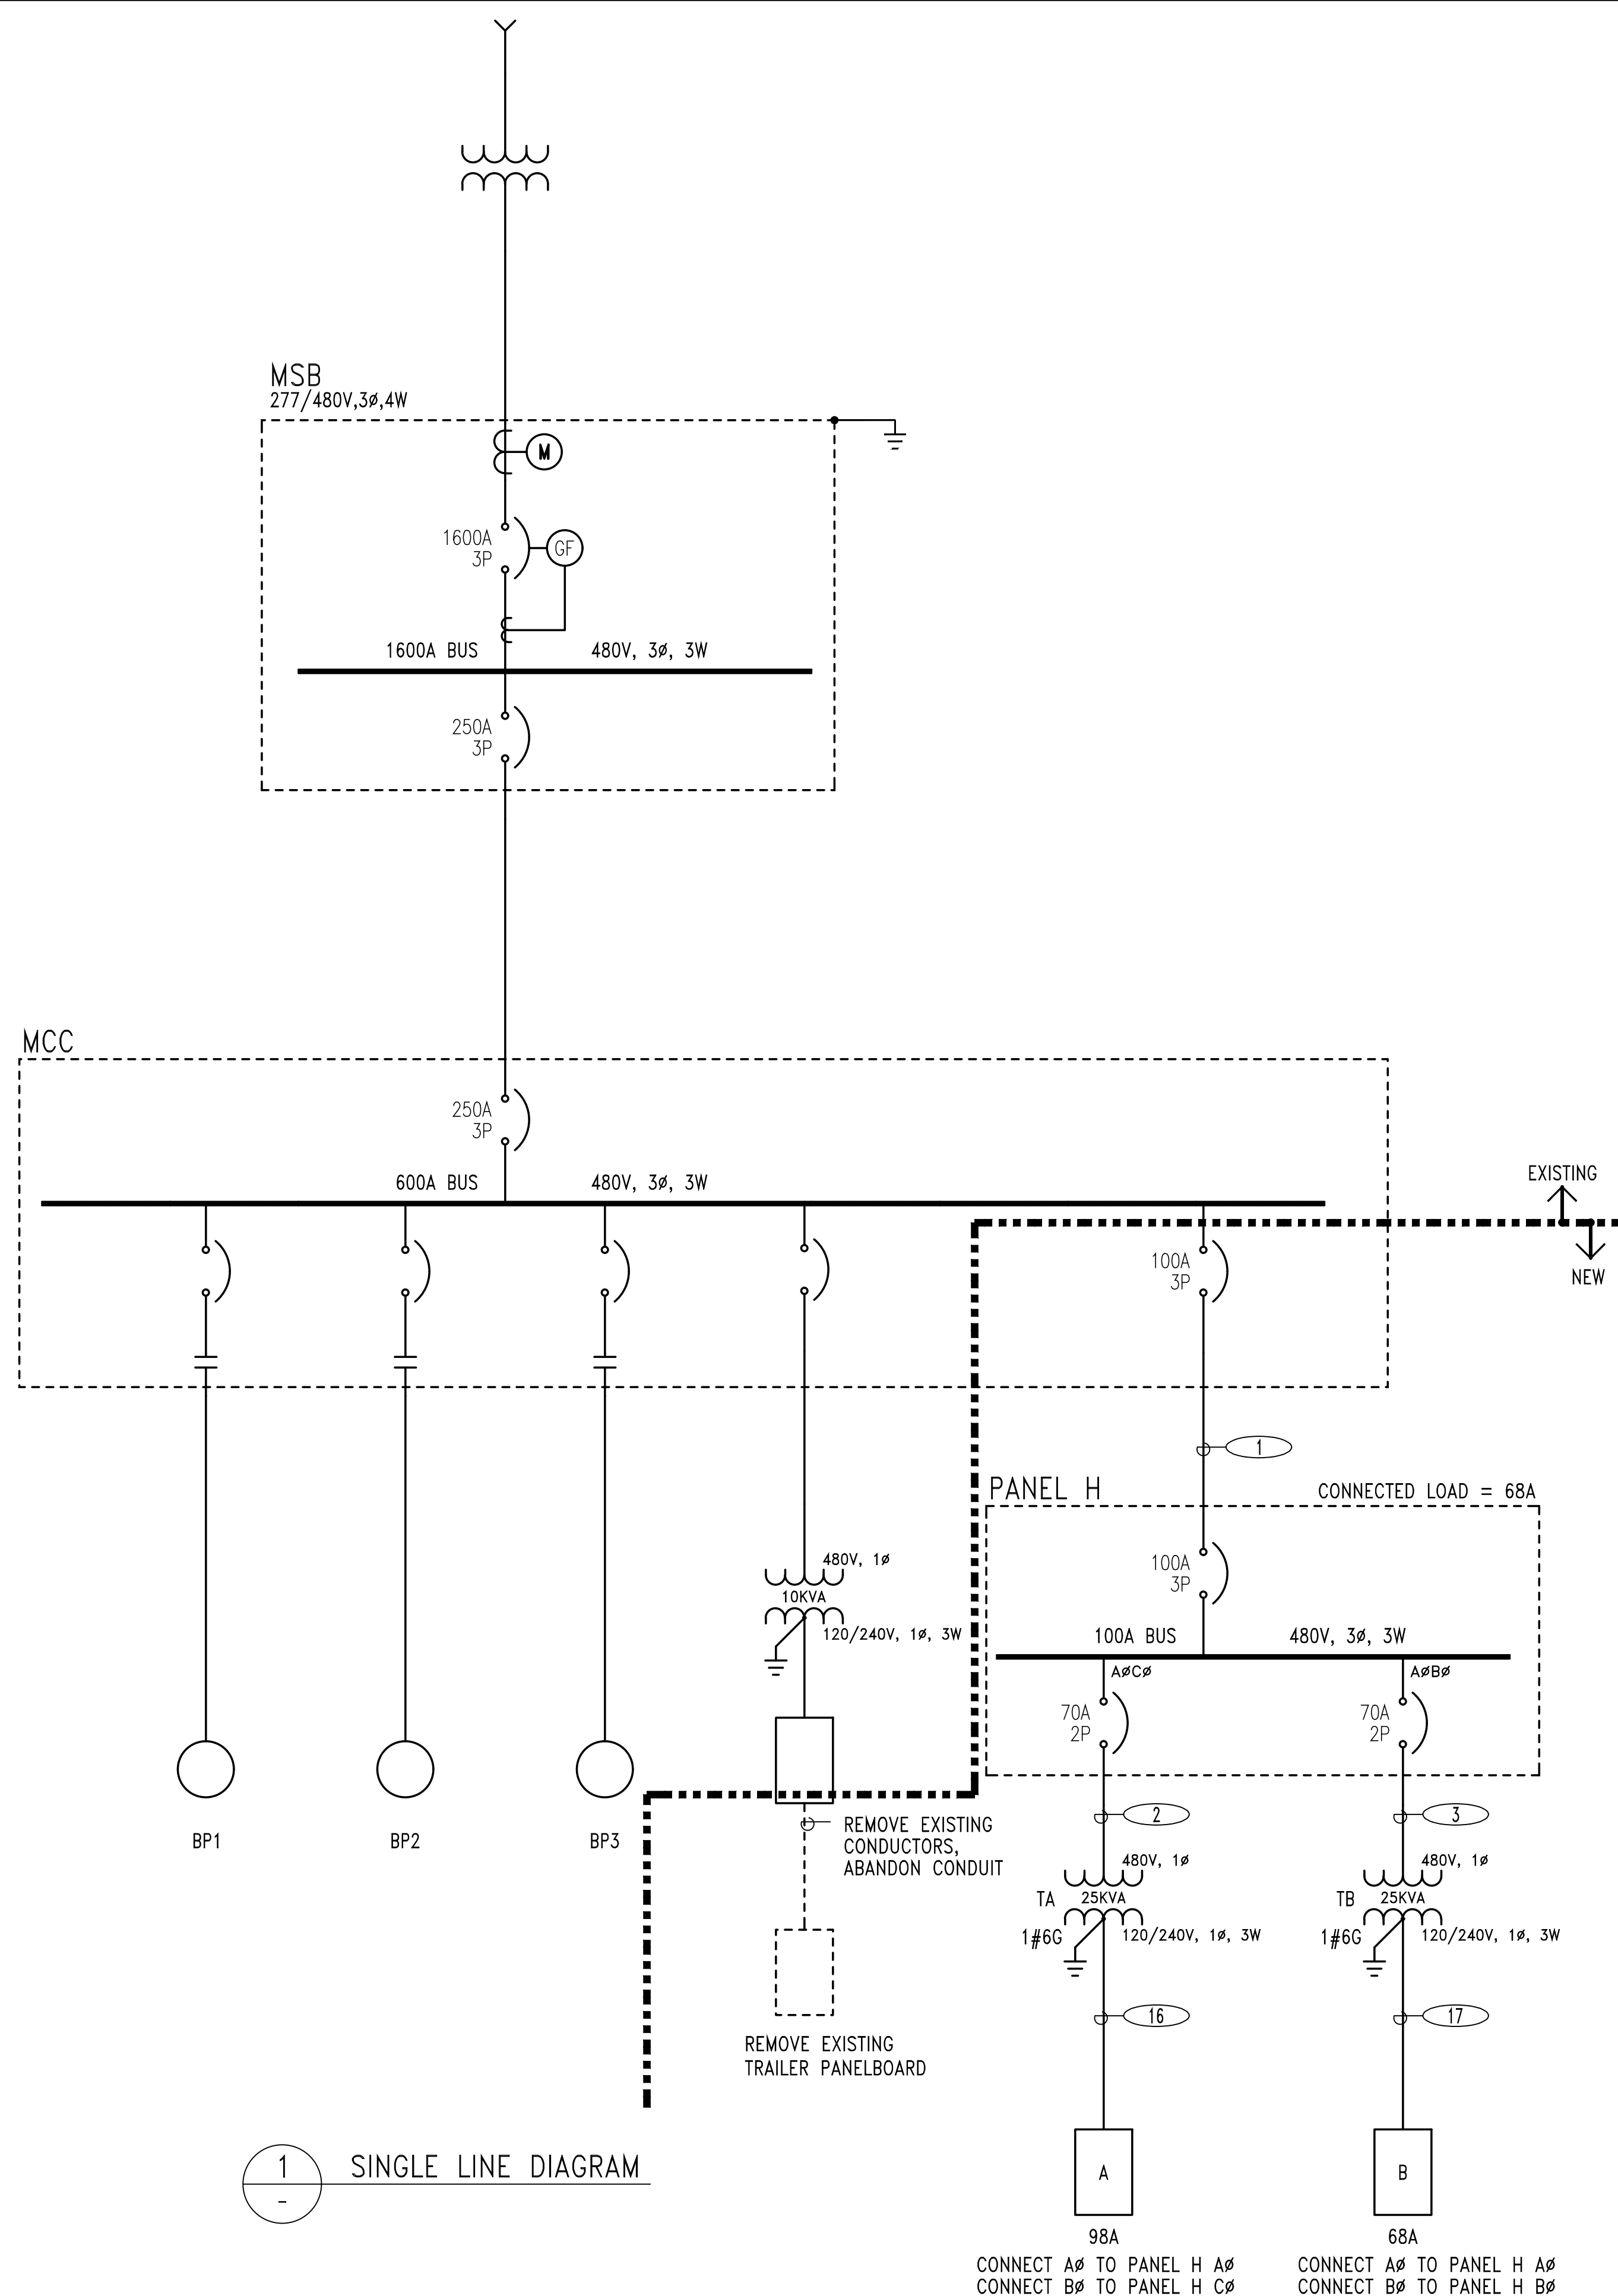 MSB
277/480V,3ø,4W
M
1600A
3P
GF
1600A BUS
480V, 3ø, 3W
250A
3P
MCC
250A
3P
600A BUS
480V, 3ø, 3W
EXISTING
NEW
100A
3P
1
PANEL H
CONNECTED LOAD = 68A
100A
3P
480V, 1ø
10KVA
120/240V, 1ø, 3W
100A BUS
480V, 3ø, 3W
AøCø
AøBø
70A
2P
70A
2P
BP1
BP2
BP3
REMOVE EXISTING
CONDUCTORS,
ABANDON CONDUIT
2
3
480V, 1ø
480V, 1ø
TA
25KVA
TB
25KVA
1#6G
120/240V, 1ø, 3W
1#6G
120/240V, 1ø, 3W
16
17
REMOVE EXISTING
TRAILER PANELBOARD
1
-
SINGLE LINE DIAGRAM
A
B
98A
68A
CONNECT Aø TO PANEL H Aø
CONNECT Bø TO PANEL H Cø
CONNECT Aø TO PANEL H Aø
CONNECT Bø TO PANEL H Bø